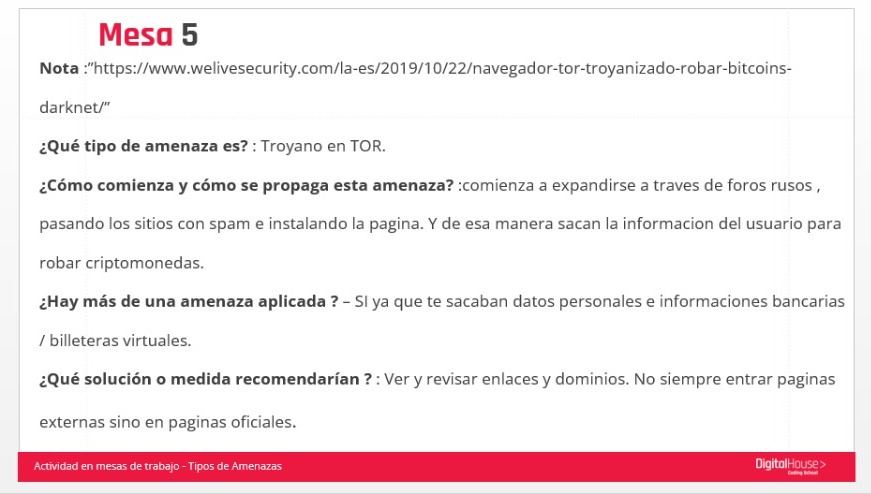 Mesa 5
Nota :”https://www.welivesecurity.com/la-es/2019/10/22/navegador-tor-troyanizado-robar-bitcoins-
darknet/”
¿Qué tipo de amenaza es? : Troyano en TOR.
¿Cómo comienza y cómo se propaga esta amenaza? :comienza a expandirse a traves de foros rusos ,
pasando los sitios con spam e instalando la pagina. Y de esa manera sacan la informacion del usuario para
robar criptomonedas.
¿Hay más de una amenaza aplicada ? – SI ya que te sacaban datos personales e informaciones bancarias
/ billeteras virtuales.
¿Qué solución o medida recomendarían ? : Ver y revisar enlaces y dominios. No siempre entrar paginas
externas sino en paginas oficiales.
Actividad en mesas de trabajo - Tipos de Amenazas
DigitalHouse>
Coding School